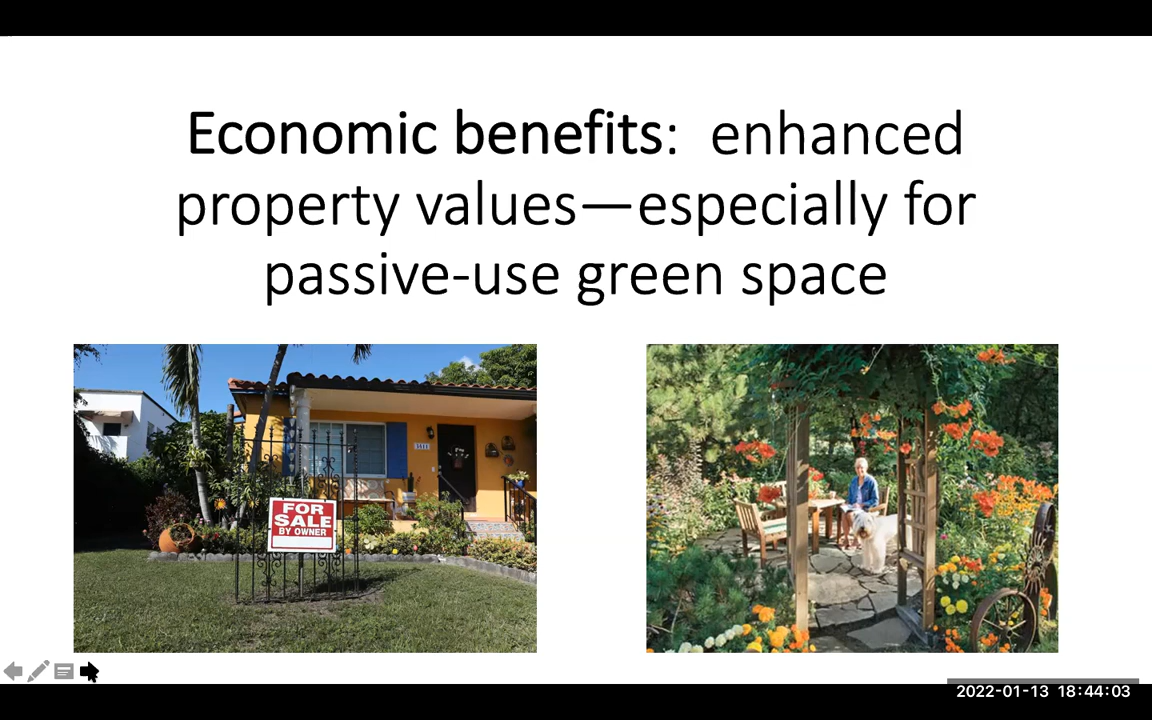 Economic benefits:  enhanced
property values—especially for
passive-use green space
FOR
SALE
BY OWNER
2022-01-13 18:44:03